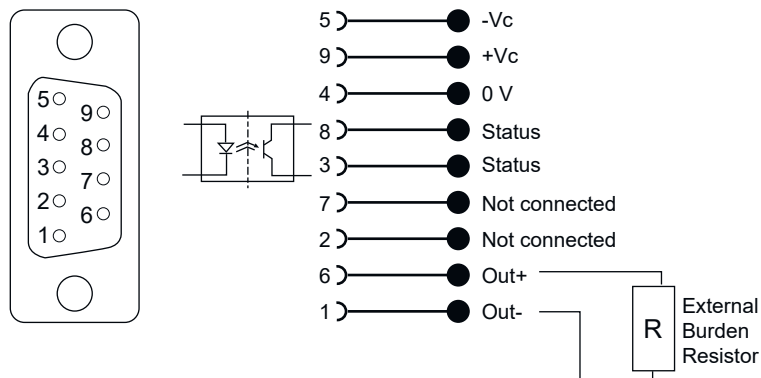 5 -Vc
9 +Vc
4 0 V
8 Status
3 Status
7 Not connected
2 Not connected
6 Out+
1 Out-
5
9
4
8
3
7
2
6
1
R
External
Burden
Resistor